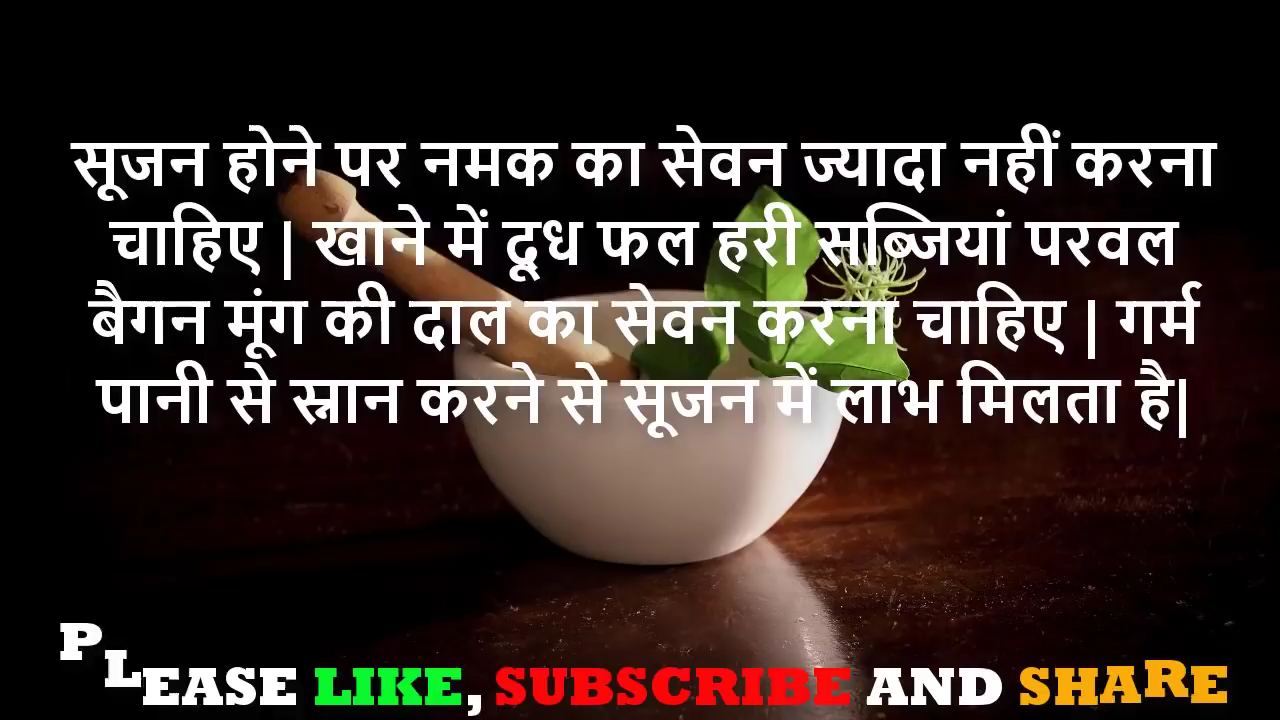 सूजन होने पर नमक का सेवन ज्यादा नहीं करना
चाहिए | खाने में दूध फल हरी सब्जियां परवल
बैगन मूंग की दाल का सेवन करना चाहिए | गर्म
पानी से स्नान करने से सूजन में लाभ मिलता है|
PLEASE LIKE, SUBSCRIBE AND SHARE